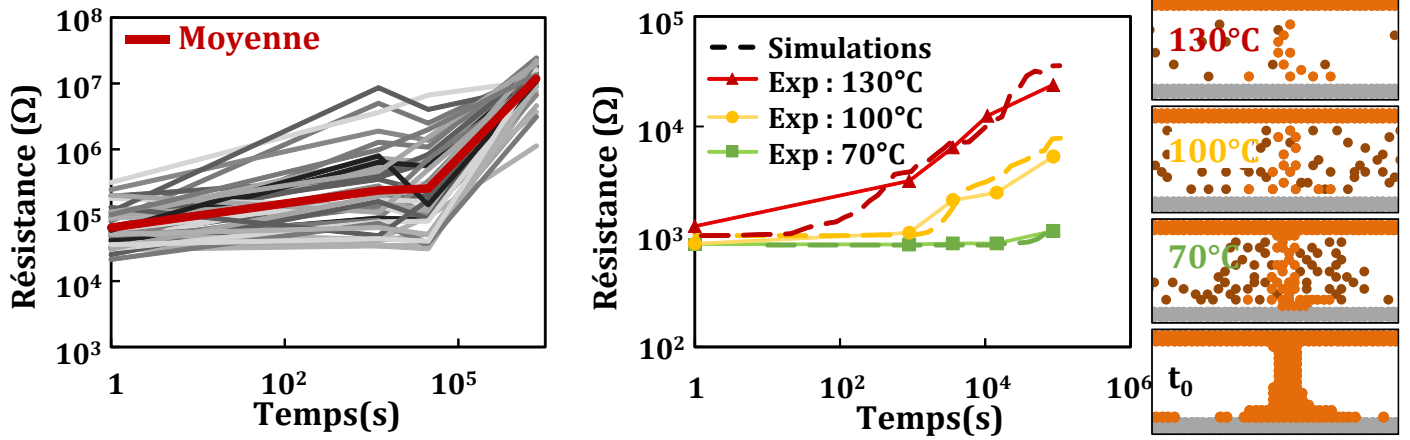 10⁸
10⁷
10⁶
10⁵
10⁴
10³
Résistance (Ω)
Moyenne
1
10²
10⁵
Temps(s)
10⁵
10⁴
10³
10²
Résistance (Ω)
Simulations
Exp : 130°C
Exp : 100°C
Exp : 70°C
1
10²
10⁴
10⁶
Temps(s)
130°C
100°C
70°C
t₀